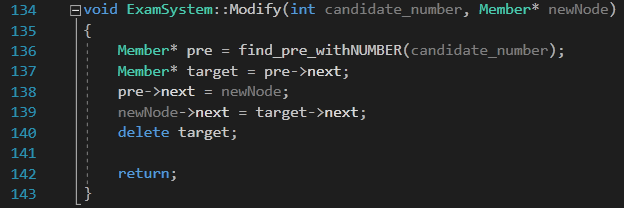 134 void ExamSystem::Modify(int candidate_number, Member* newNode)
135 {
136 Member* pre = find_pre_withNUMBER(candidate_number);
137 Member* target = pre->next;
138 pre->next = newNode;
139 newNode->next = target->next;
140 delete target;
141
142 return;
143 }